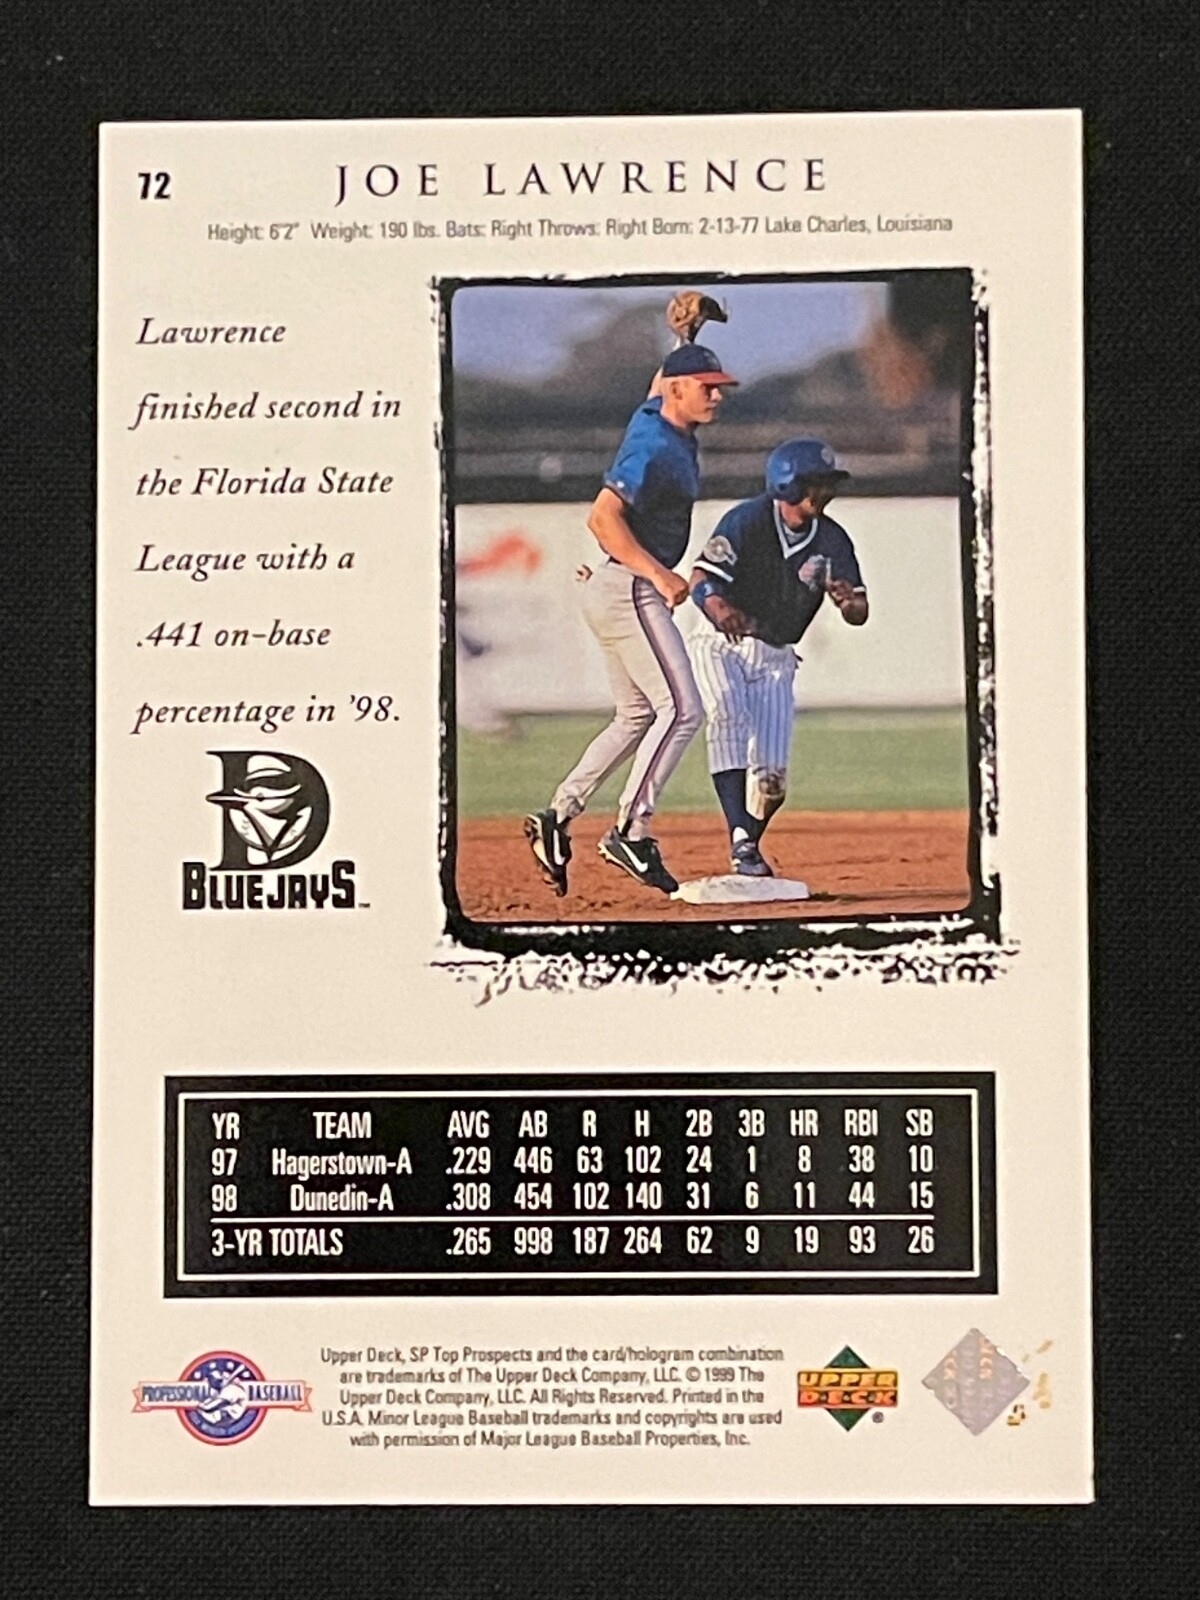 72
JOE LAWRENCE
Height: 6'2" Weight: 190 lbs. Bats: Right Throws: Right Born: 2-13-77 Lake Charles, Louisiana
Lawrence
finished second in
the Florida State
League with a
.441 on-base
percentage in '98.
D
BLUEJAYS™
YR TEAM AVG AB R H 2B 3B HR RBI SB
97 Hagerstown-A .229 446 63 102 24 1 8 38 10
98 Dunedin-A .308 454 102 140 31 6 11 44 15
3-YR TOTALS .265 998 187 264 62 9 19 93 26
Upper Deck, SP Top Prospects and the card/hologram combination
are trademarks of The Upper Deck Company, LLC. © 1999 The
Upper Deck Company, LLC. All Rights Reserved. Printed in the
U.S.A. Minor League Baseball trademarks and copyrights are used
with permission of Major League Baseball Properties, Inc.
PROFESSIONAL BASEBALL
UPPER
DECK
®